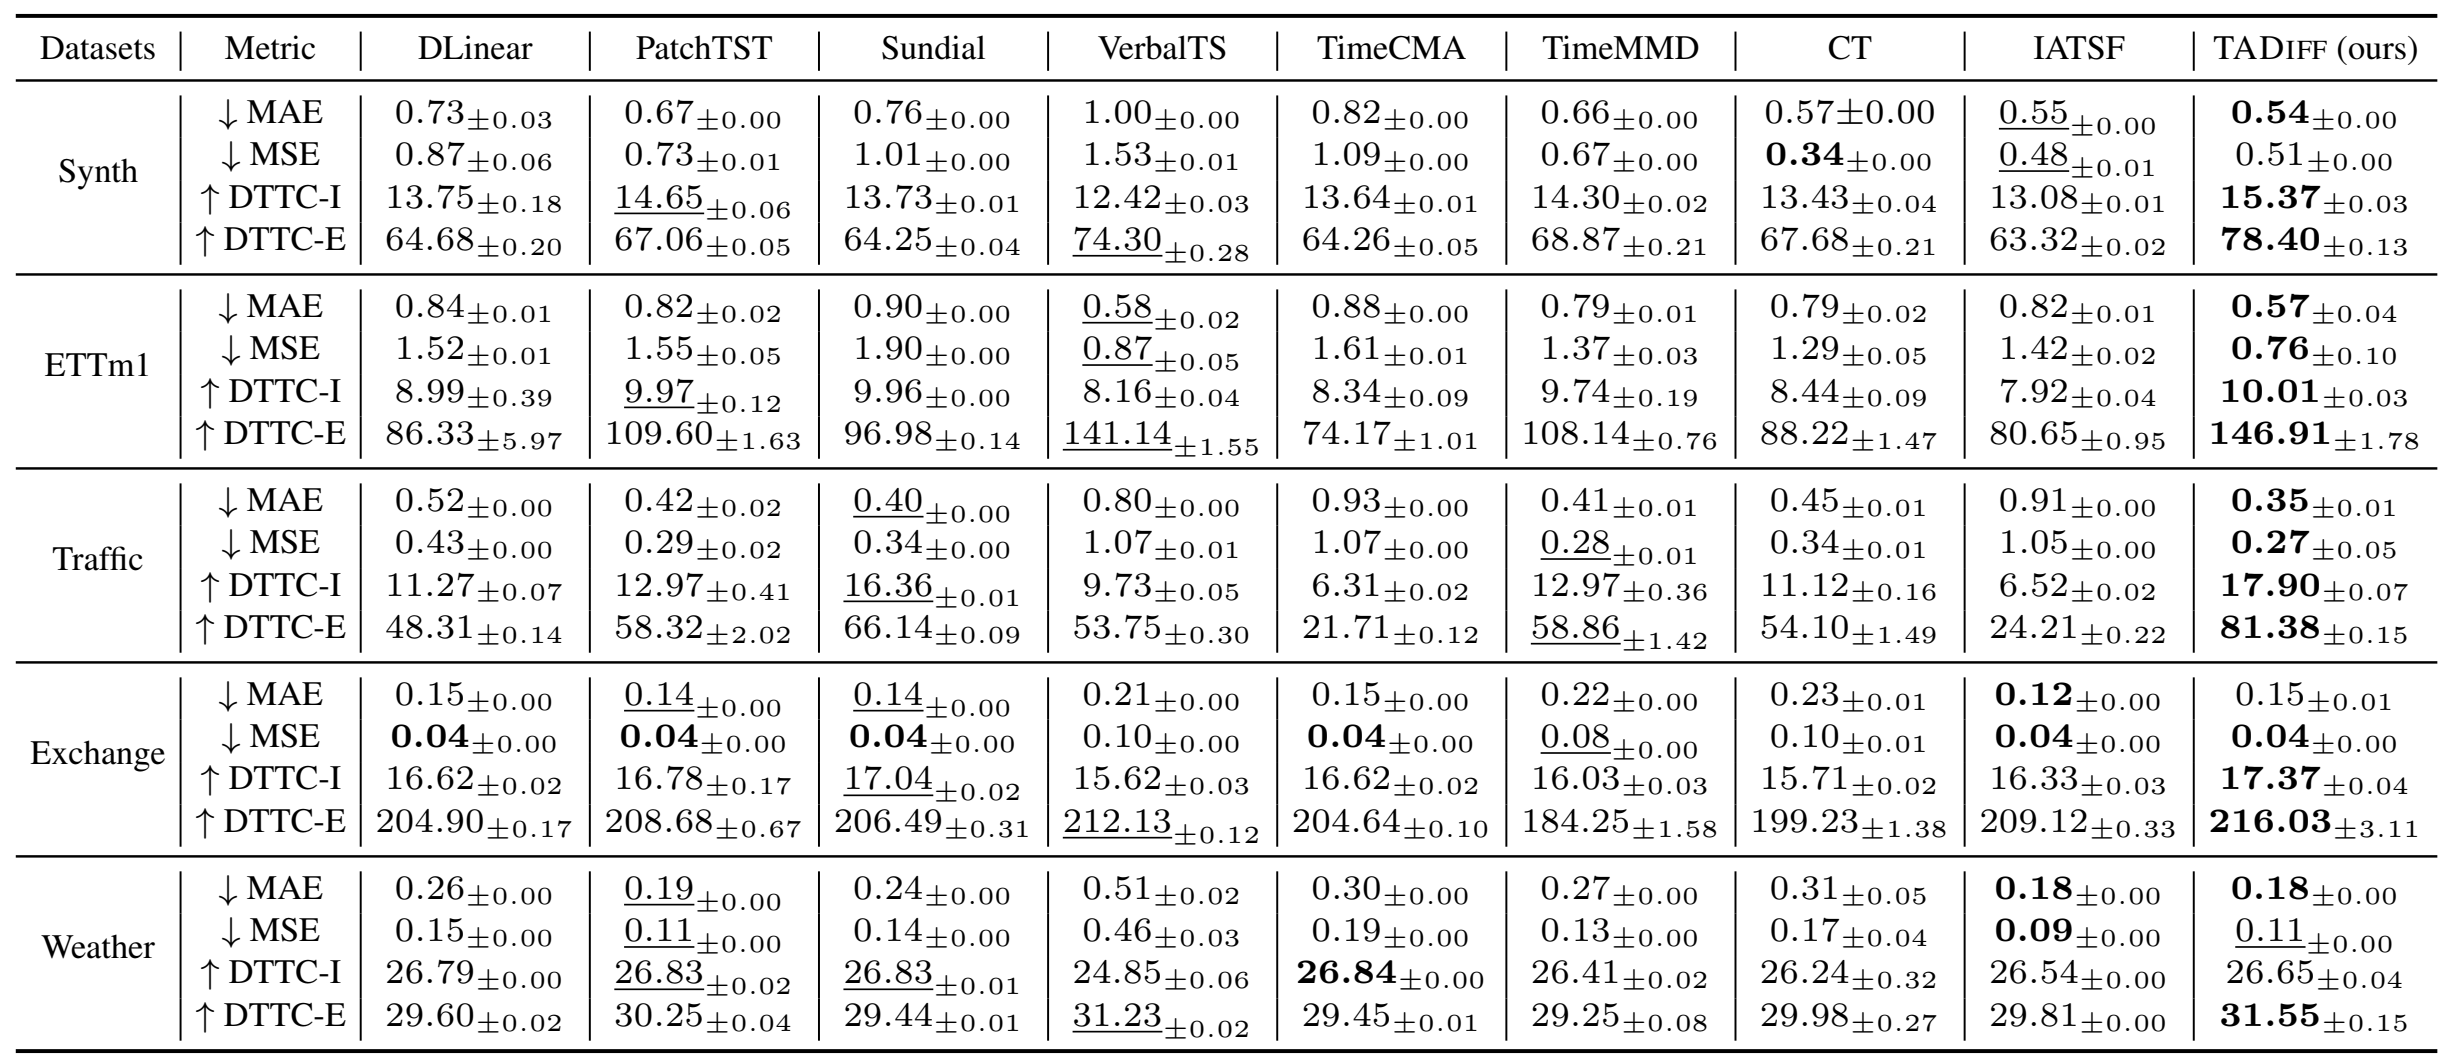 Datasets Metric DLinear PatchTST Sundial VerbalTS TimeCMA TimeMMD CT IATSF TADIFF (ours)
↓ MAE 0.73±0.03 0.67±0.00 0.76±0.00 1.00±0.00 0.82±0.00 0.66±0.00 0.57±0.00 0.55±0.00 0.54±0.00
↓ MSE 0.87±0.06 0.73±0.01 1.01±0.00 1.53±0.01 1.09±0.00 0.67±0.00 0.34±0.00 0.48±0.01 0.51±0.00
Synth
↑ DTTC-I 13.75±0.18 14.65±0.06 13.73±0.01 12.42±0.03 13.64±0.01 14.30±0.02 13.43±0.04 13.08±0.01 15.37±0.03
↑ DTTC-E 64.68±0.20 67.06±0.05 64.25±0.04 74.30±0.28 64.26±0.05 68.87±0.21 67.68±0.21 63.32±0.02 78.40±0.13
↓ MAE 0.84±0.01 0.82±0.02 0.90±0.00 0.58±0.02 0.88±0.00 0.79±0.01 0.79±0.02 0.82±0.01 0.57±0.04
↓ MSE 1.52±0.01 1.55±0.05 1.90±0.00 0.87±0.05 1.61±0.01 1.37±0.03 1.29±0.05 1.42±0.02 0.76±0.10
ETTm1
↑ DTTC-I 8.99±0.39 9.97±0.12 9.96±0.00 8.16±0.04 8.34±0.09 9.74±0.19 8.44±0.09 7.92±0.04 10.01±0.03
↑ DTTC-E 86.33±5.97 109.60±1.63 96.98±0.14 141.14±1.55 74.17±1.01 108.14±0.76 88.22±1.47 80.65±0.95 146.91±1.78
↓ MAE 0.52±0.00 0.42±0.02 0.40±0.00 0.80±0.00 0.93±0.00 0.41±0.01 0.45±0.01 0.91±0.00 0.35±0.01
↓ MSE 0.43±0.00 0.29±0.02 0.34±0.00 1.07±0.01 1.07±0.00 0.28±0.01 0.34±0.01 1.05±0.00 0.27±0.05
Traffic
↑ DTTC-I 11.27±0.07 12.97±0.41 16.36±0.01 9.73±0.05 6.31±0.02 12.97±0.36 11.12±0.16 6.52±0.02 17.90±0.07
↑ DTTC-E 48.31±0.14 58.32±2.02 66.14±0.09 53.75±0.30 21.71±0.12 58.86±1.42 54.10±1.49 24.21±0.22 81.38±0.15
↓ MAE 0.15±0.00 0.14±0.00 0.14±0.00 0.21±0.00 0.15±0.00 0.22±0.00 0.23±0.01 0.12±0.00 0.15±0.01
↓ MSE 0.04±0.00 0.04±0.00 0.04±0.00 0.10±0.00 0.04±0.00 0.08±0.00 0.10±0.01 0.04±0.00 0.04±0.00
Exchange
↑ DTTC-I 16.62±0.02 16.78±0.17 17.04±0.02 15.62±0.03 16.62±0.02 16.03±0.03 15.71±0.02 16.33±0.03 17.37±0.04
↑ DTTC-E 204.90±0.17 208.68±0.67 206.49±0.31 212.13±0.12 204.64±0.10 184.25±1.58 199.23±1.38 209.12±0.33 216.03±3.11
↓ MAE 0.26±0.00 0.19±0.00 0.24±0.00 0.51±0.02 0.30±0.00 0.27±0.00 0.31±0.05 0.18±0.00 0.18±0.00
↓ MSE 0.15±0.00 0.11±0.00 0.14±0.00 0.46±0.03 0.19±0.00 0.13±0.00 0.17±0.04 0.09±0.00 0.11±0.00
Weather
↑ DTTC-I 26.79±0.00 26.83±0.02 26.83±0.01 24.85±0.06 26.84±0.00 26.41±0.02 26.24±0.32 26.54±0.00 26.65±0.04
↑ DTTC-E 29.60±0.02 30.25±0.04 29.44±0.01 31.23±0.02 29.45±0.01 29.25±0.08 29.98±0.27 29.81±0.00 31.55±0.15